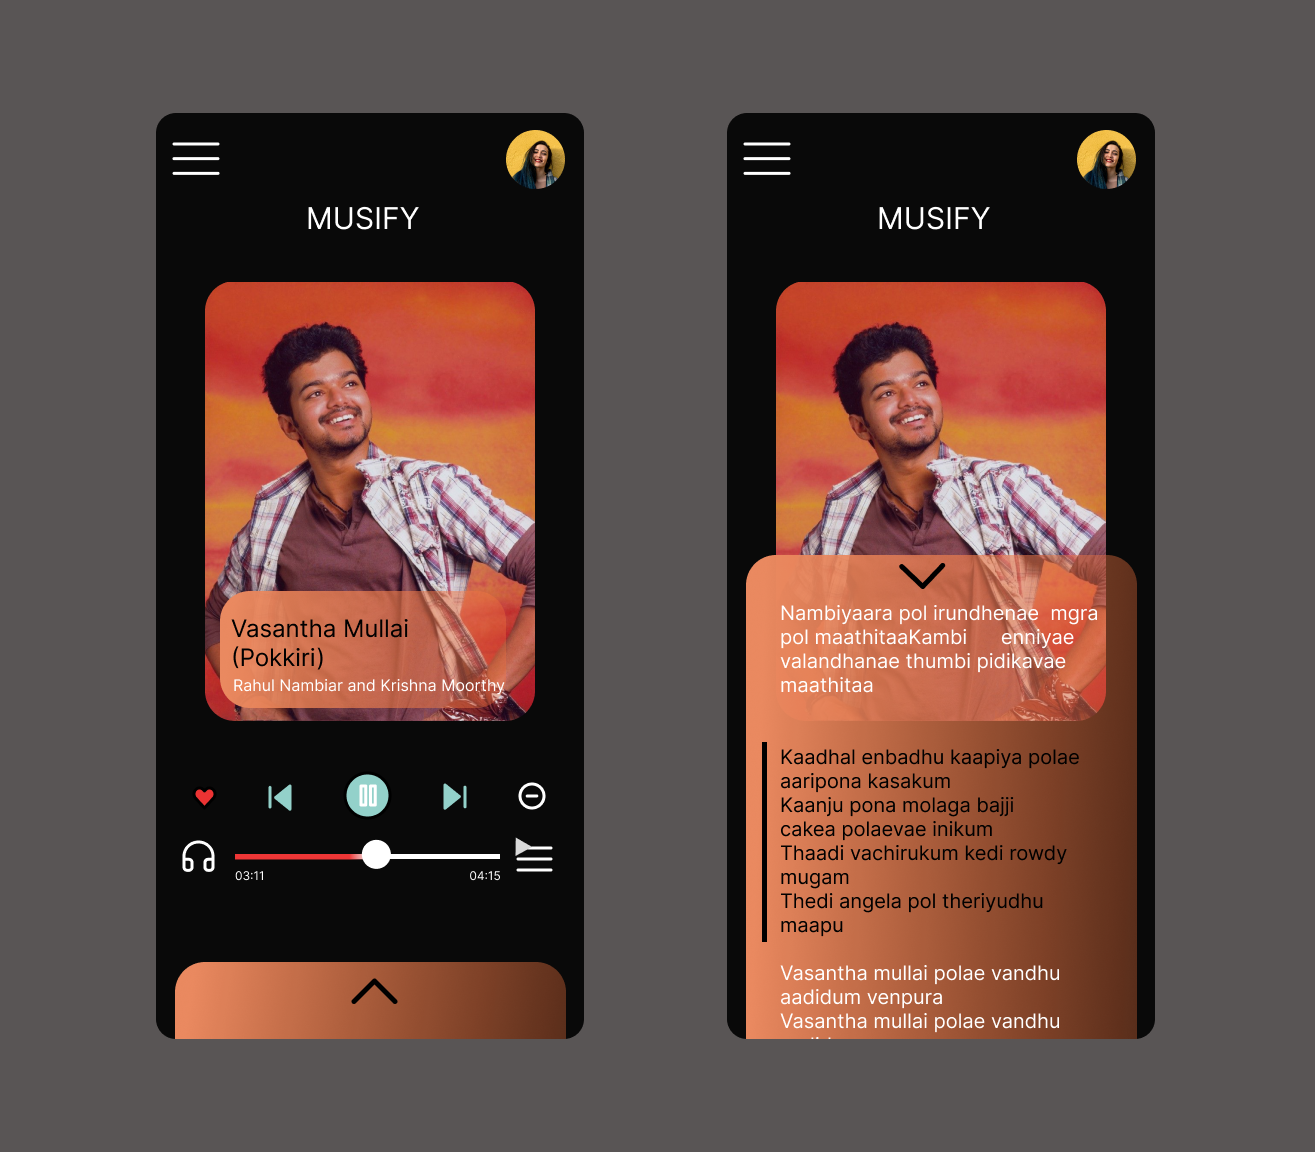 MUSIFY
Vasantha Mullai
(Pokkiri)
Rahul Nambiar and Krishna Moorthy
03:11
04:15
MUSIFY
Nambiyaara pol irundhenae mgra
pol maathitaaKambi enniyae
valandhanae thumbi pidikavae
maathitaa
Kaadhal enbadhu kaapiya polae
aaripona kasakum
Kaanju pona molaga bajji
cakea polaevae inikum
Thaadi vachirukum kedi rowdy
mugam
Thedi angela pol theriyudhu
maapu
Vasantha mullai polae vandhu
aadidum venpura
Vasantha mullai polae vandhu